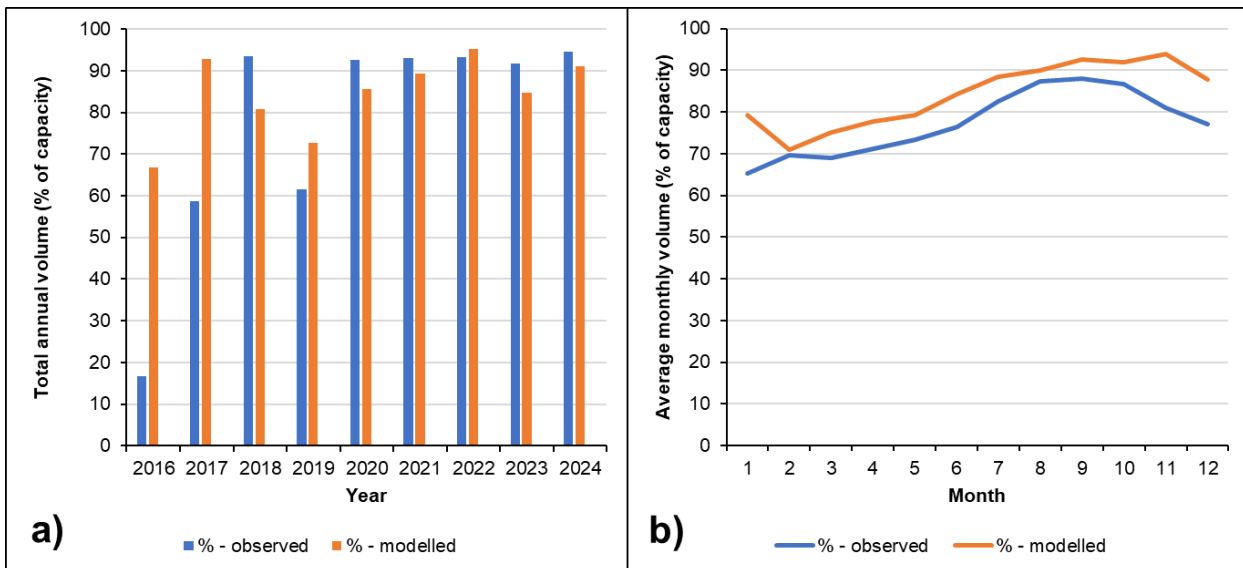 Total annual volume (% of capacity)
100
90
80
70
60
50
40
30
20
10
0
2016 2017 2018 2019 2020 2021 2022 2023 2024
Year
a)
% - observed % - modelled
Average monthly volume (% of capacity)
100
90
80
70
60
50
40
30
20
10
0
1 2 3 4 5 6 7 8 9 10 11 12
Month
b)
% - observed % - modelled